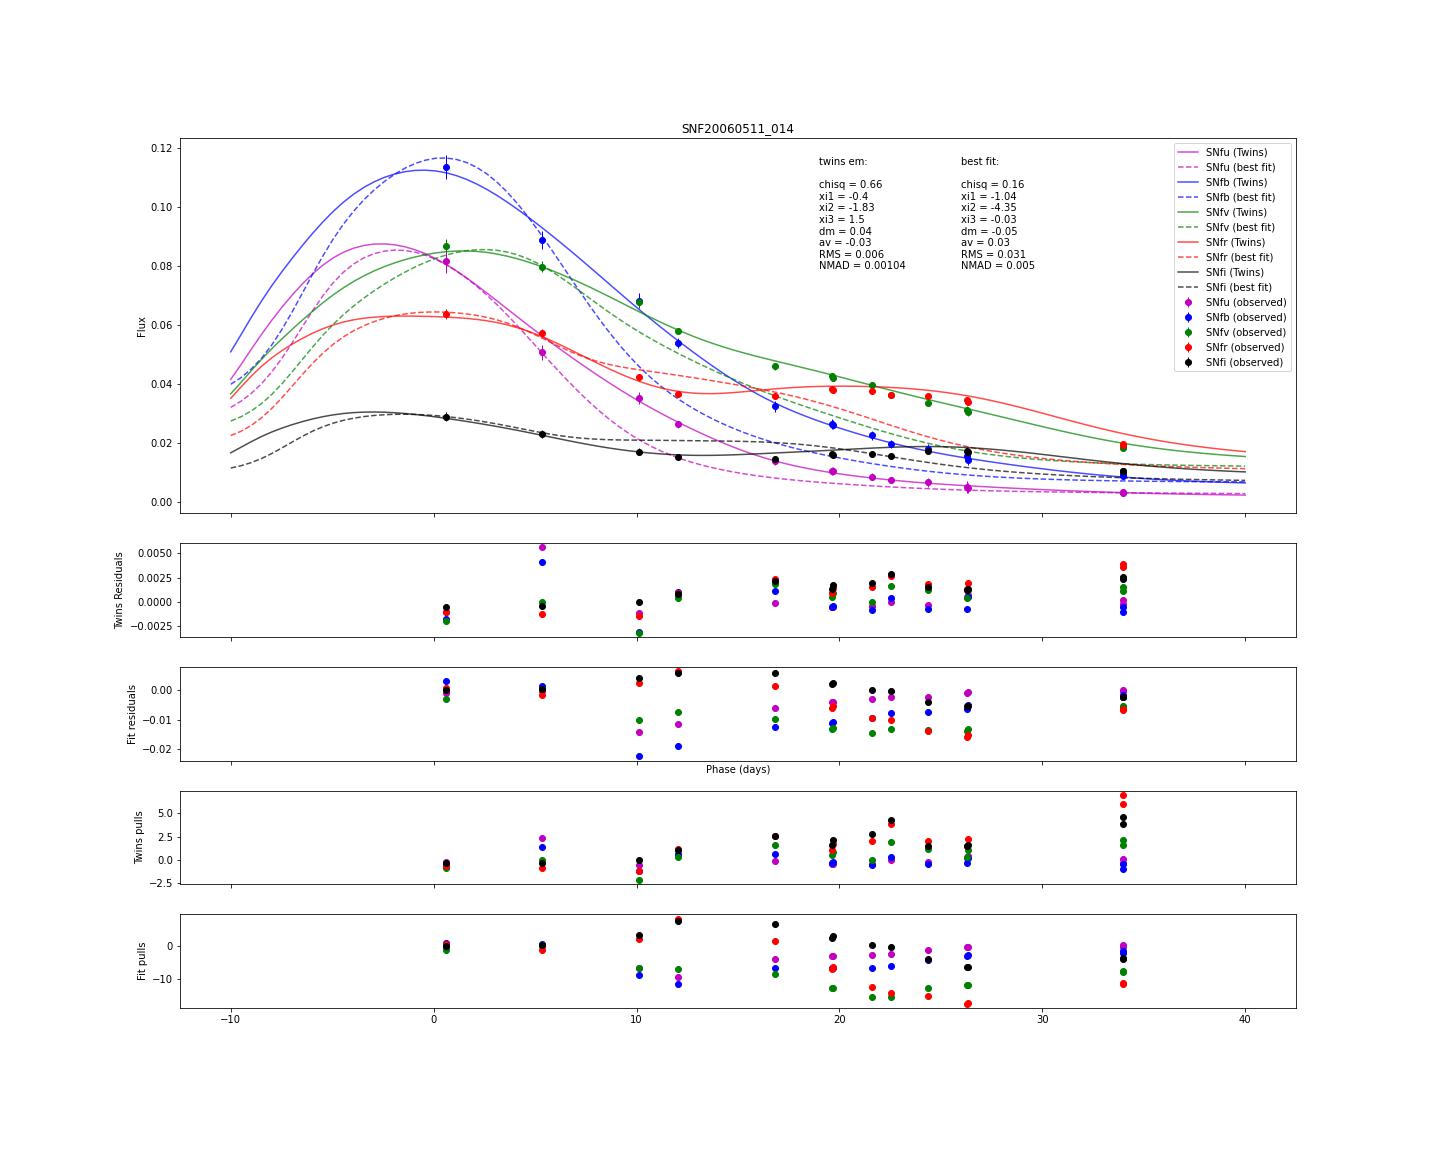 SNF20060511_014
Flux
0.12
0.10
0.08
0.06
0.04
0.02
0.00
twins em:
chisq = 0.66
xi1 = -0.4
xi2 = -1.83
xi3 = 1.5
dm = 0.04
av = -0.03
RMS = 0.006
NMAD = 0.00104
best fit:
chisq = 0.16
xi1 = -1.04
xi2 = -4.35
xi3 = -0.03
dm = -0.05
av = 0.03
RMS = 0.031
NMAD = 0.005
SNfu (Twins)
SNfu (best fit)
SNfb (Twins)
SNfb (best fit)
SNfv (Twins)
SNfv (best fit)
SNfr (Twins)
SNfr (best fit)
SNfi (Twins)
SNfi (best fit)
SNfu (observed)
SNfb (observed)
SNfv (observed)
SNfr (observed)
SNfi (observed)
Twins Residuals
0.0050
0.0025
0.0000
−0.0025
Fit residuals
0.00
−0.01
−0.02
Phase (days)
Twins pulls
5.0
2.5
0.0
−2.5
Fit pulls
0
−10
−10
0
10
20
30
40